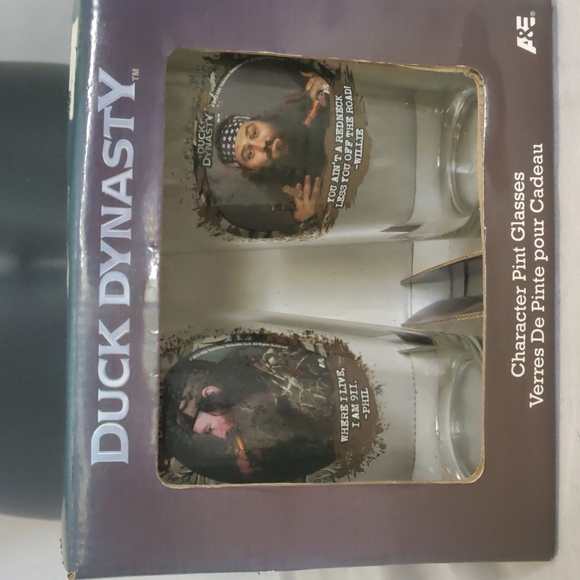 A&E®
DUCK DYNASTY™
DUCK
DYNASTY
WHERE I LIVE,
I AM 911.
-PHIL
YOU AIN'T A REDNECK
LESS YOU OFF THE ROAD!
-WILLIE
Character Pint Glasses
Verres De Pinte pour Cadeau